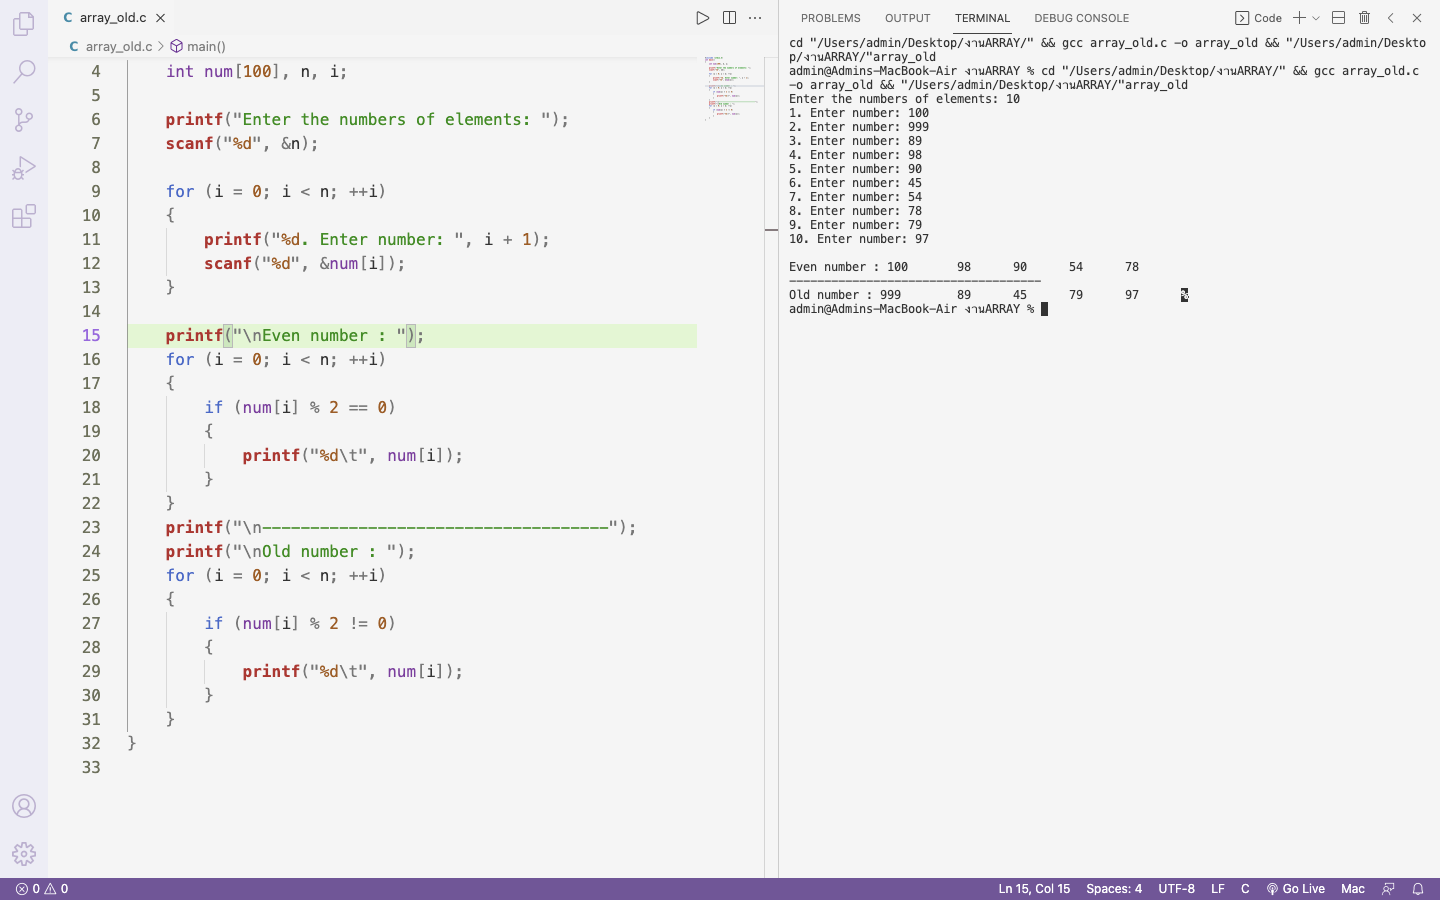 C array_old.c
C array_old.c > main()
4 int num[100], n, i;
5
6 printf("Enter the numbers of elements: ");
7 scanf("%d", &n);
8
9 for (i = 0; i < n; ++i)
10 {
11 printf("%d. Enter number: ", i + 1);
12 scanf("%d", &num[i]);
13 }
14
15 printf("\nEven number : ");
16 for (i = 0; i < n; ++i)
17 {
18 if (num[i] % 2 == 0)
19 {
20 printf("%d\t", num[i]);
21 }
22 }
23 printf("\n------------------------------------");
24 printf("\nOld number : ");
25 for (i = 0; i < n; ++i)
26 {
27 if (num[i] % 2 != 0)
28 {
29 printf("%d\t", num[i]);
30 }
31 }
32 }
33
PROBLEMS OUTPUT TERMINAL DEBUG CONSOLE Code
cd "/Users/admin/Desktop/งานARRAY/" && gcc array_old.c -o array_old && "/Users/admin/Deskto
p/งานARRAY/"array_old
admin@Admins-MacBook-Air งานARRAY % cd "/Users/admin/Desktop/งานARRAY/" && gcc array_old.c
-o array_old && "/Users/admin/Desktop/งานARRAY/"array_old
Enter the numbers of elements: 10
1. Enter number: 100
2. Enter number: 999
3. Enter number: 89
4. Enter number: 98
5. Enter number: 90
6. Enter number: 45
7. Enter number: 54
8. Enter number: 78
9. Enter number: 79
10. Enter number: 97
Even number : 100 98 90 54 78
------------------------------------
Old number : 999 89 45 79 97 %
admin@Admins-MacBook-Air งานARRAY %
0 0 Ln 15, Col 15 Spaces: 4 UTF-8 LF C Go Live Mac